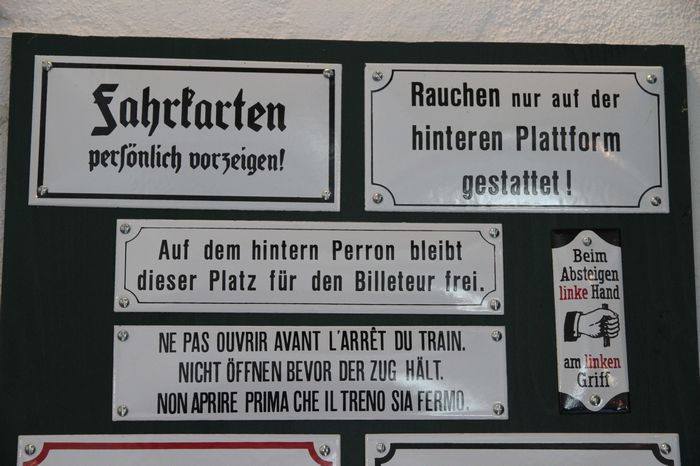 Fahrkarten
persönlich vorzeigen!
Rauchen nur auf der
hinteren Plattform
gestattet!
Auf dem hintern Perron bleibt
dieser Platz für den Billeteur frei.
Beim
Absteigen
linke Hand
am linken
Griff
NE PAS OUVRIR AVANT L'ARRÊT DU TRAIN.
NICHT ÖFFNEN BEVOR DER ZUG HÄLT.
NON APRIRE PRIMA CHE IL TRENO SIA FERMO.